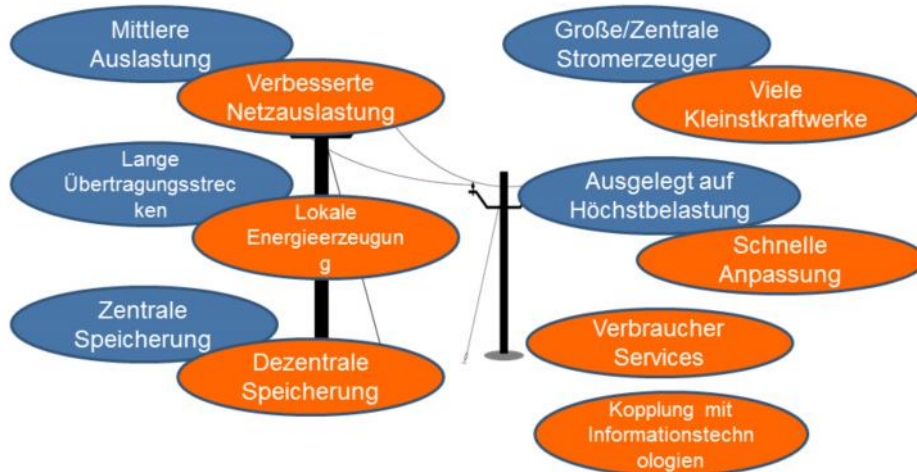 Mittlere
Auslastung
Verbesserte
Netzauslastung
Lange
Übertragungsstrec
ken
Lokale
Energieerzeugun
g
Zentrale
Speicherung
Dezentrale
Speicherung
Große/Zentrale
Stromerzeuger
Viele
Kleinstkraftwerke
Ausgelegt auf
Höchstbelastung
Schnelle
Anpassung
Verbraucher
Services
Kopplung mit
Informationstechn
ologien